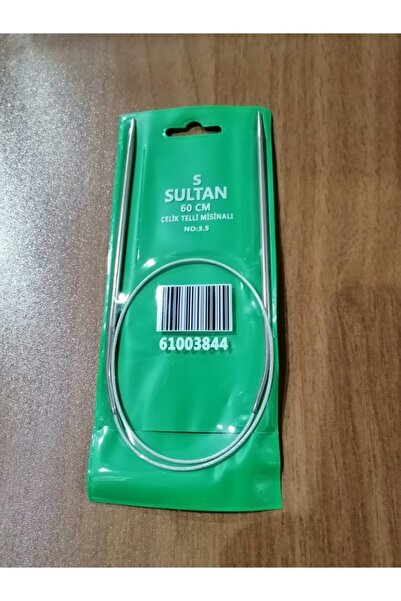 S
SULTAN
60 CM
ÇELİK TELLİ MİSİNALI
NO:3.5
61003844